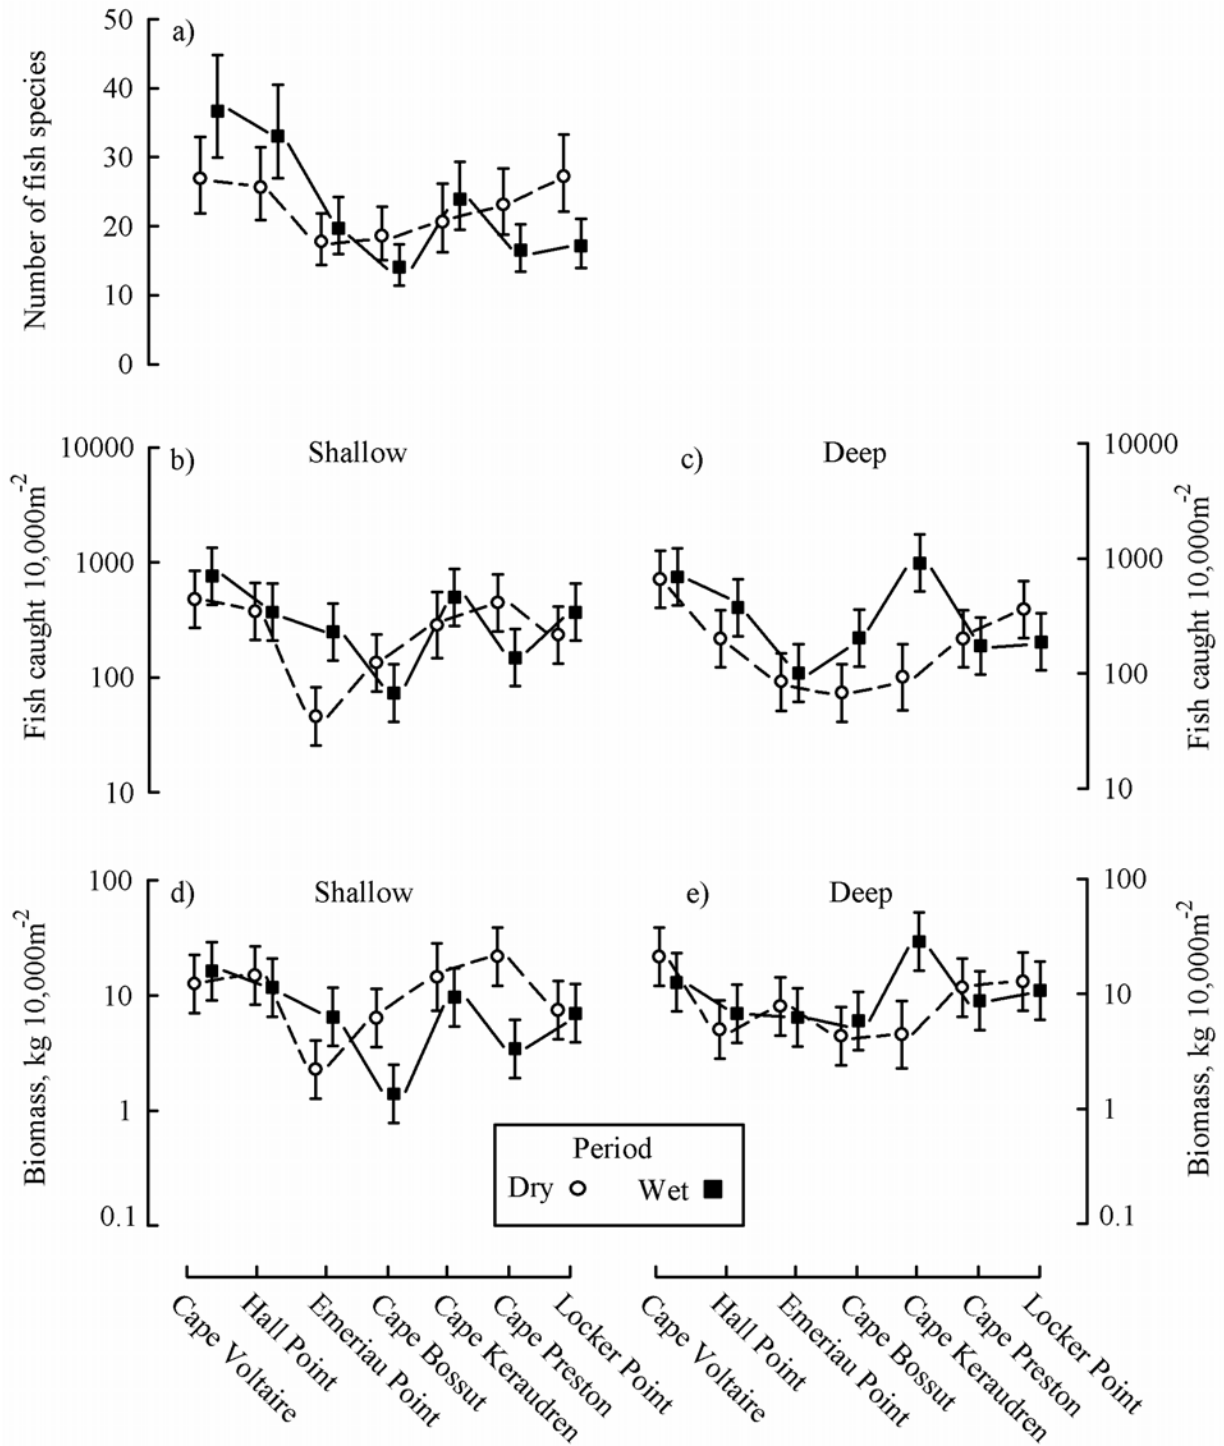 50
a)
40
30
20
10
0
Number of fish species
10000
b)
Shallow
1000
100
10
Fish caught 10,000m-2
c)
Deep
10000
1000
100
10
Fish caught 10,000m-2
100
d)
Shallow
10
1
0.1
Biomass, kg 10,000m-2
e)
Deep
100
10
1
0.1
Biomass, kg 10,000m-2
Period
Dry Wet
Cape Voltaire
Hall Point
Emeriau Point
Cape Bossut
Cape Keraudren
Cape Preston
Locker Point
Cape Voltaire
Hall Point
Emeriau Point
Cape Bossut
Cape Keraudren
Cape Preston
Locker Point